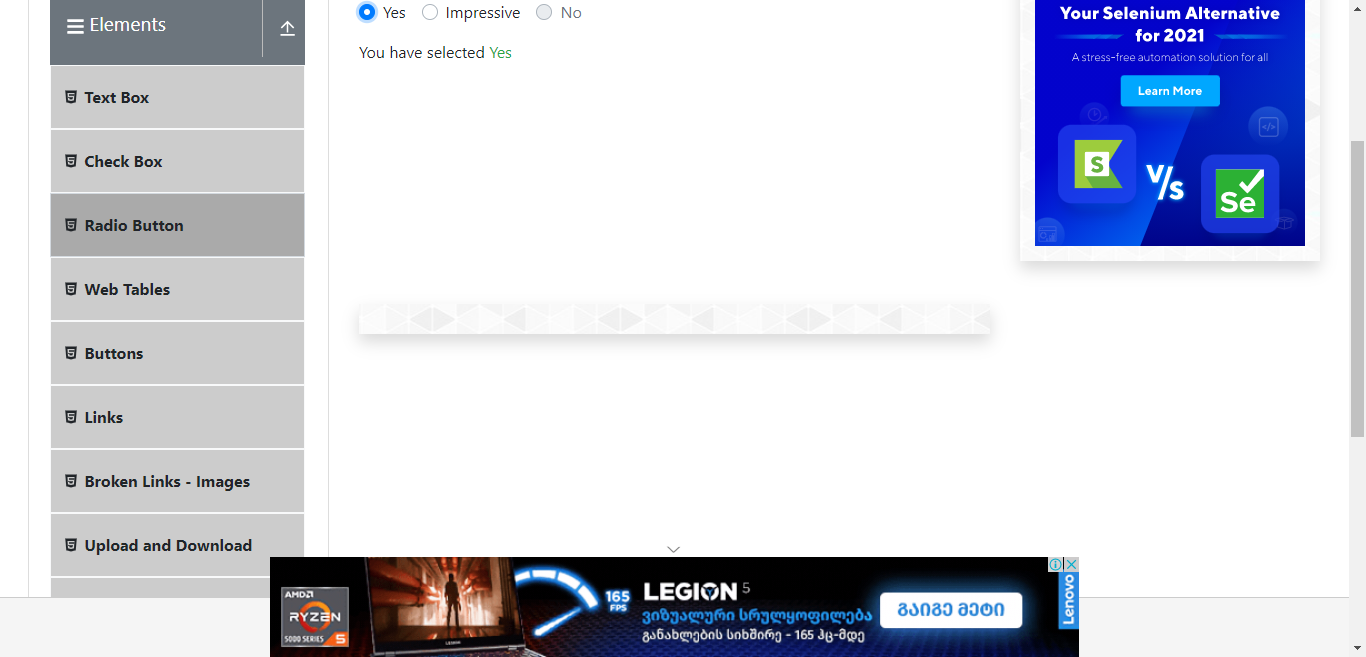 Elements
Text Box
Check Box
Radio Button
Web Tables
Buttons
Links
Broken Links - Images
Upload and Download
Yes
Impressive
No
You have selected Yes
Your Selenium Alternative
for 2021
A stress-free automation solution for all
Learn More
S
V/S
Se
AMD
RYZEN
5000 SERIES 5
LEGION
165
FPS
LEGION 5
ვიზუალური სრულყოფილება
განახლების სიხშირე - 165 ჰც-მდე
გაიგე მეტი
Lenovo